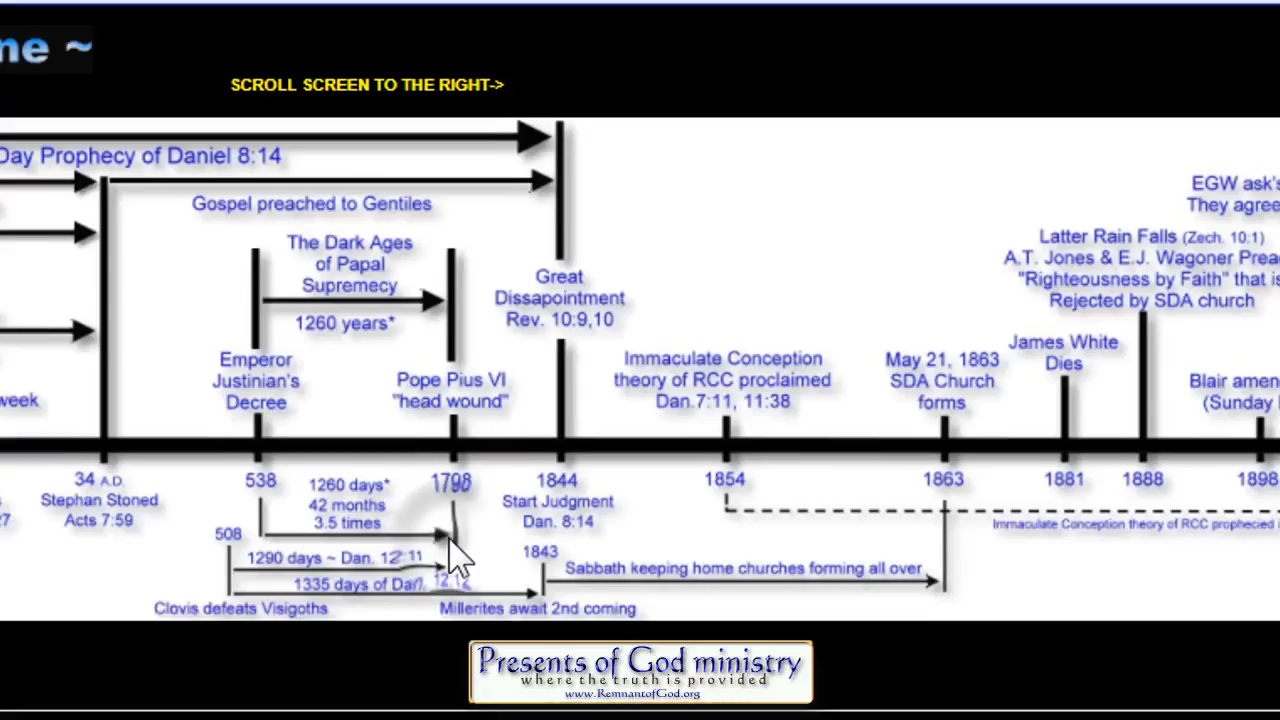 ne ~
SCROLL SCREEN TO THE RIGHT->
Day Prophecy of Daniel 8:14
Gospel preached to Gentiles
The Dark Ages
of Papal
Supremecy
1260 years*
Emperor
Justinian's
Decree
Pope Pius VI
"head wound"
Great
Dissapointment
Rev. 10:9,10
Immaculate Conception
theory of RCC proclaimed
Dan.7:11, 11:38
May 21, 1863
SDA Church
forms
James White
Dies
EGW ask's
They agree
Latter Rain Falls (Zech. 10:1)
A.T. Jones & E.J. Wagoner Prea
"Righteousness by Faith" that is
Rejected by SDA church
Blair amen
(Sunday
week
34 A.D.
Stephan Stoned
Acts 7:59
27
538
1260 days*
42 months
3.5 times
1798
1844
Start Judgment
Dan. 8:14
1854
1863
1881
1888
1898
Immaculate Conception theory of RCC prophecied i
508
1290 days ~ Dan. 12:11
1335 days of Dan. 12:12
Clovis defeats Visigoths
1843
Millerites await 2nd coming
Sabbath keeping home churches forming all over
Presents of God ministry
where the truth is provided
www.RemnantofGod.org